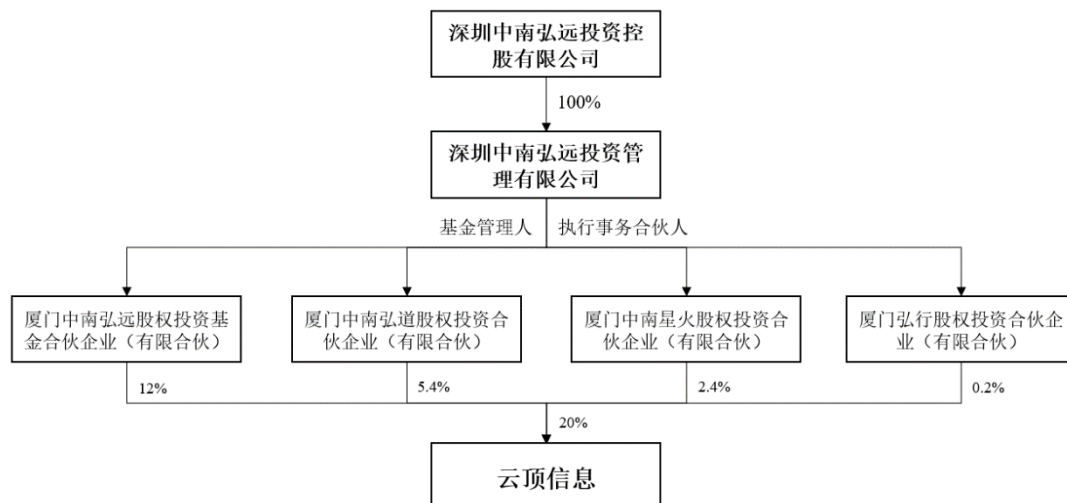 深圳中南弘远投资控
股有限公司
100%
深圳中南弘远投资管
理有限公司
基金管理人 执行事务合伙人
厦门中南弘远股权投资基
金合伙企业（有限合伙）
厦门中南弘道股权投资合
伙企业（有限合伙）
厦门中南星火股权投资合
伙企业（有限合伙）
厦门弘行股权投资合伙企
业（有限合伙）
12%
5.4%
2.4%
0.2%
20%
云顶信息